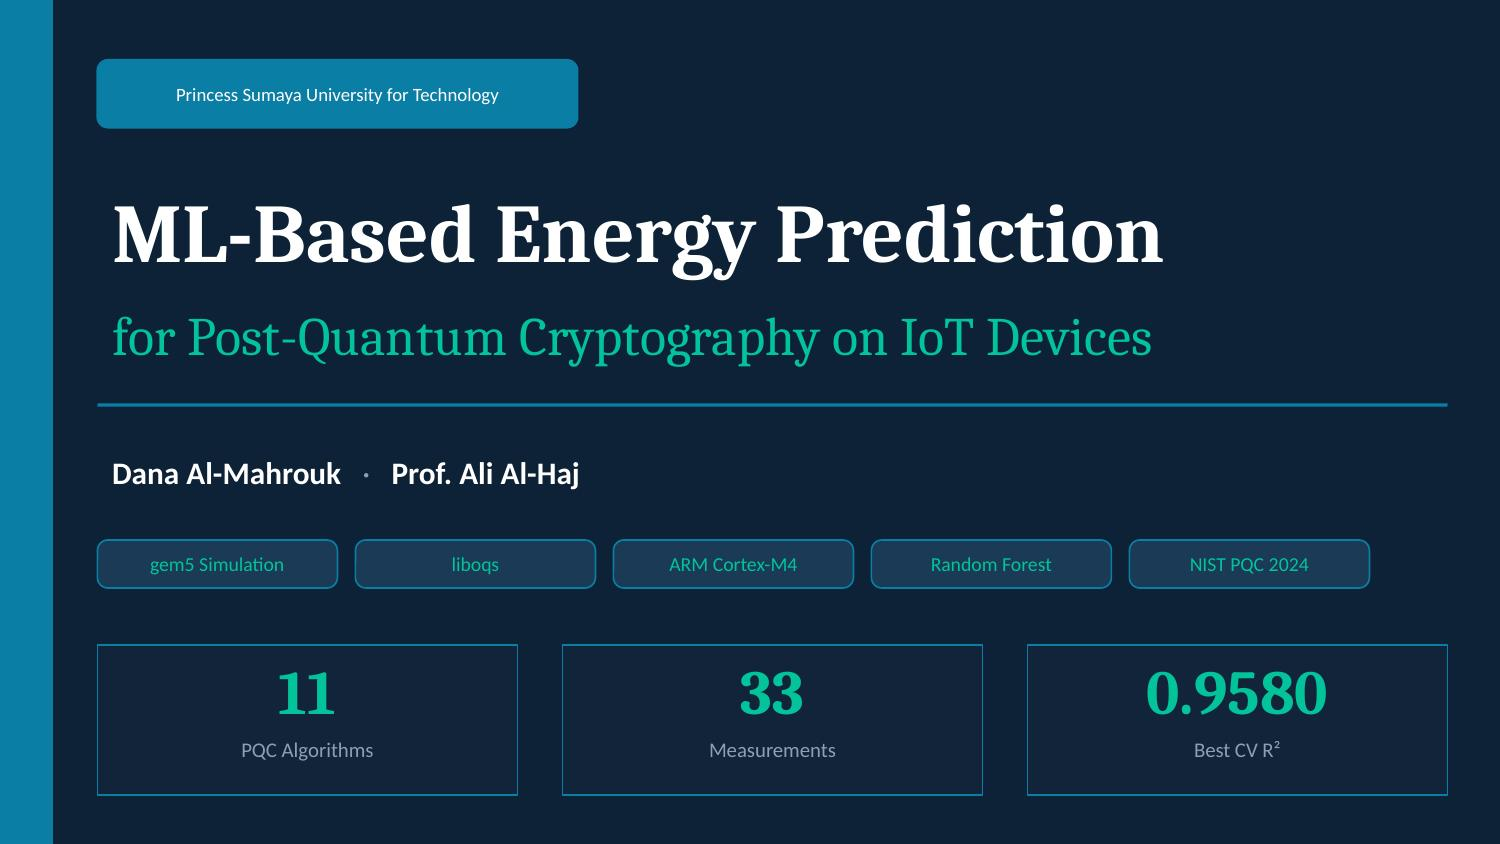 Princess Sumaya University for Technology
ML-Based Energy Prediction
for Post-Quantum Cryptography on IoT Devices
Dana Al-Mahrouk · Prof. Ali Al-Haj
gem5 Simulation
liboqs
ARM Cortex-M4
Random Forest
NIST PQC 2024
11
PQC Algorithms
33
Measurements
0.9580
Best CV R²